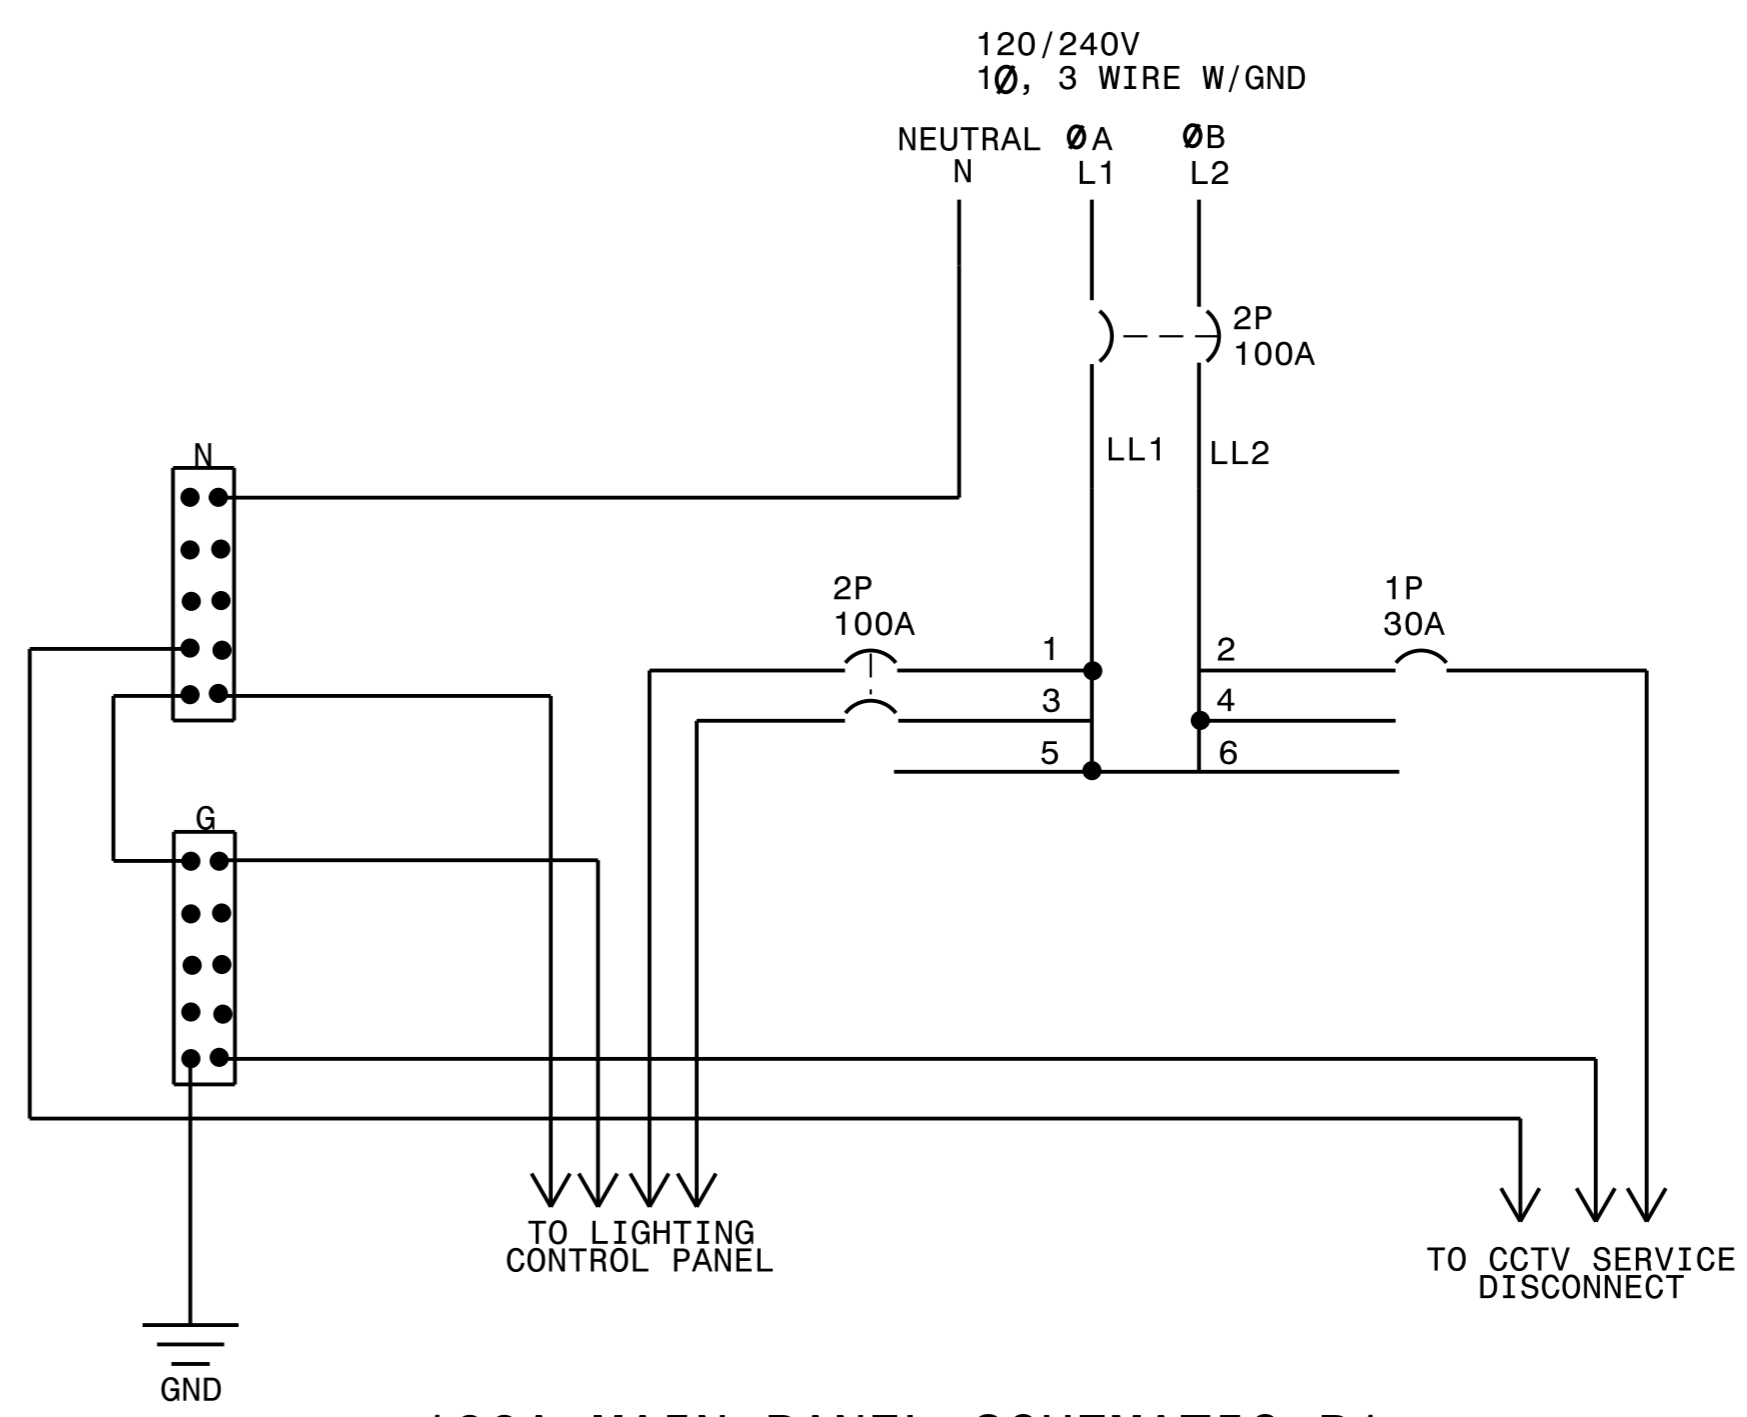 120/240V
1Ø, 3 WIRE W/GND
NEUTRAL ØA ØB
N L1 L2
2P
100A
LL1 LL2
N
2P
100A
1P
30A
1 2
3 4
5 6
G
TO LIGHTING
CONTROL PANEL
TO CCTV SERVICE
DISCONNECT
GND